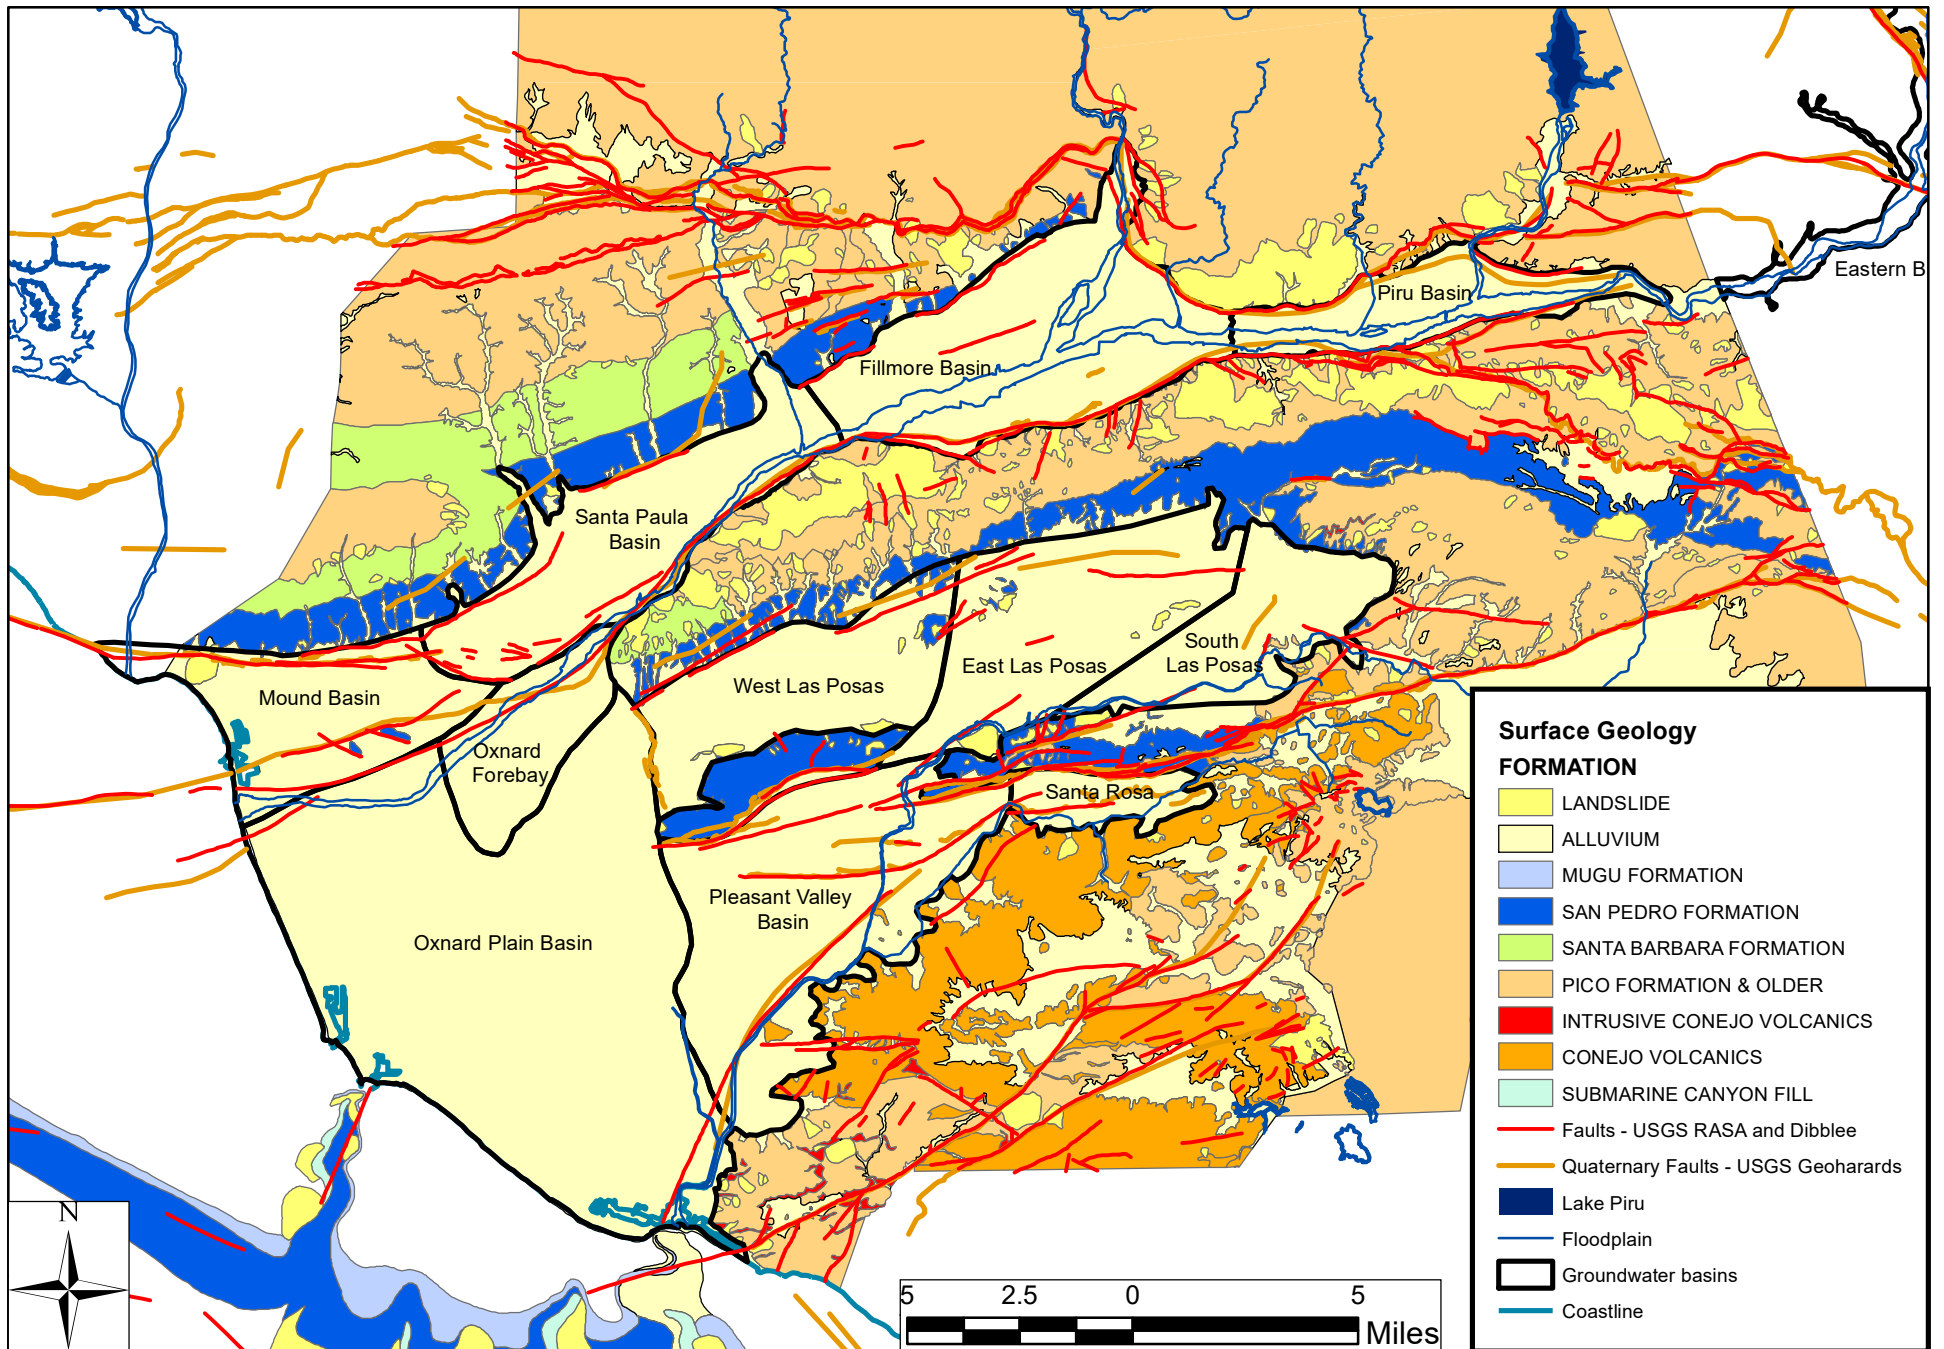 Eastern B
Piru Basin
Fillmore Basin
Santa Paula
Basin
South
Las Posas
East Las Posas
West Las Posas
Mound Basin
Oxnard
Forebay
Santa Rosa
Pleasant Valley
Basin
Oxnard Plain Basin
Surface Geology
FORMATION
LANDSLIDE
ALLUVIUM
MUGU FORMATION
SAN PEDRO FORMATION
SANTA BARBARA FORMATION
PICO FORMATION & OLDER
INTRUSIVE CONEJO VOLCANICS
CONEJO VOLCANICS
SUBMARINE CANYON FILL
Faults - USGS RASA and Dibblee
Quaternary Faults - USGS Geoharards
Lake Piru
Floodplain
Groundwater basins
Coastline
N
5 2.5 0 5
Miles